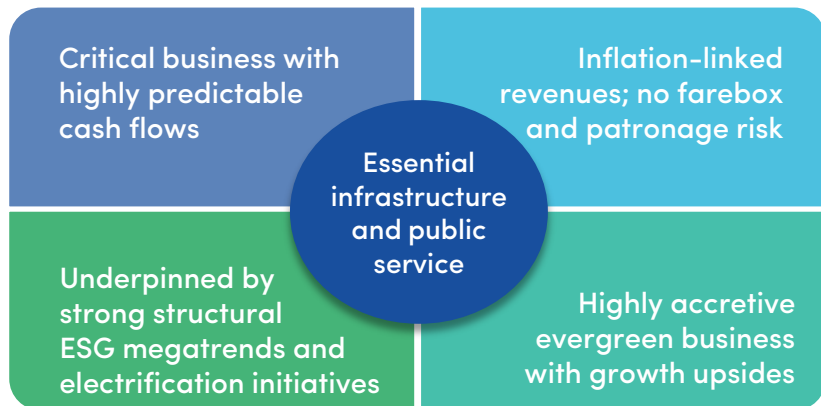 Critical business with
highly predictable
cash flows
Inflation-linked
revenues; no farebox
and patronage risk
Essential
infrastructure
and public
service
Underpinned by
strong structural
ESG megatrends and
electrification initiatives
Highly accretive
evergreen business
with growth upsides